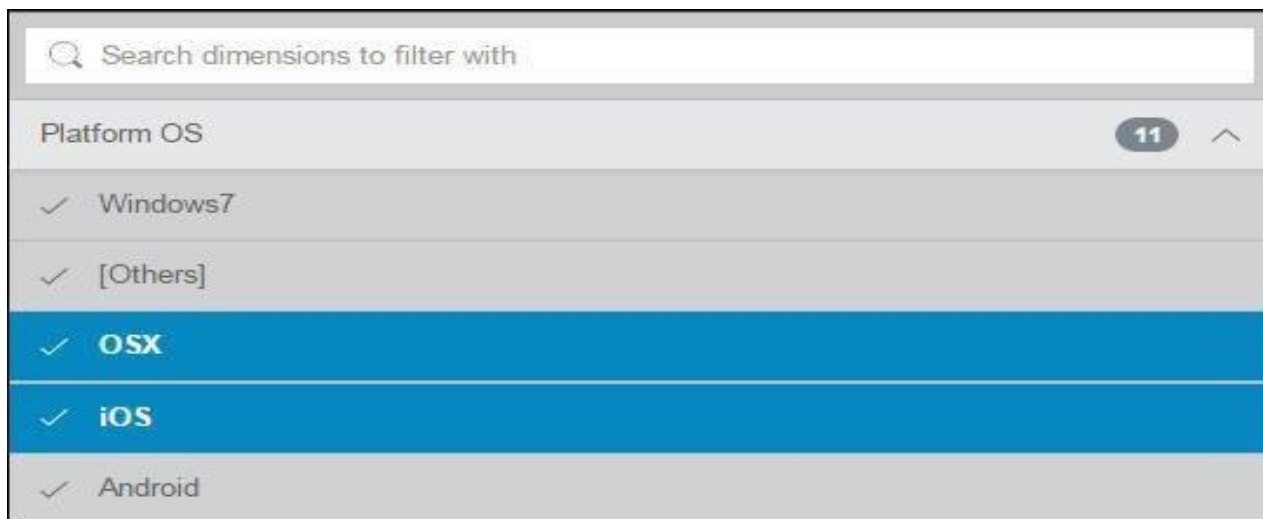 Search dimensions to filter with
Platform OS 11
Windows7
[Others]
OSX
iOS
Android